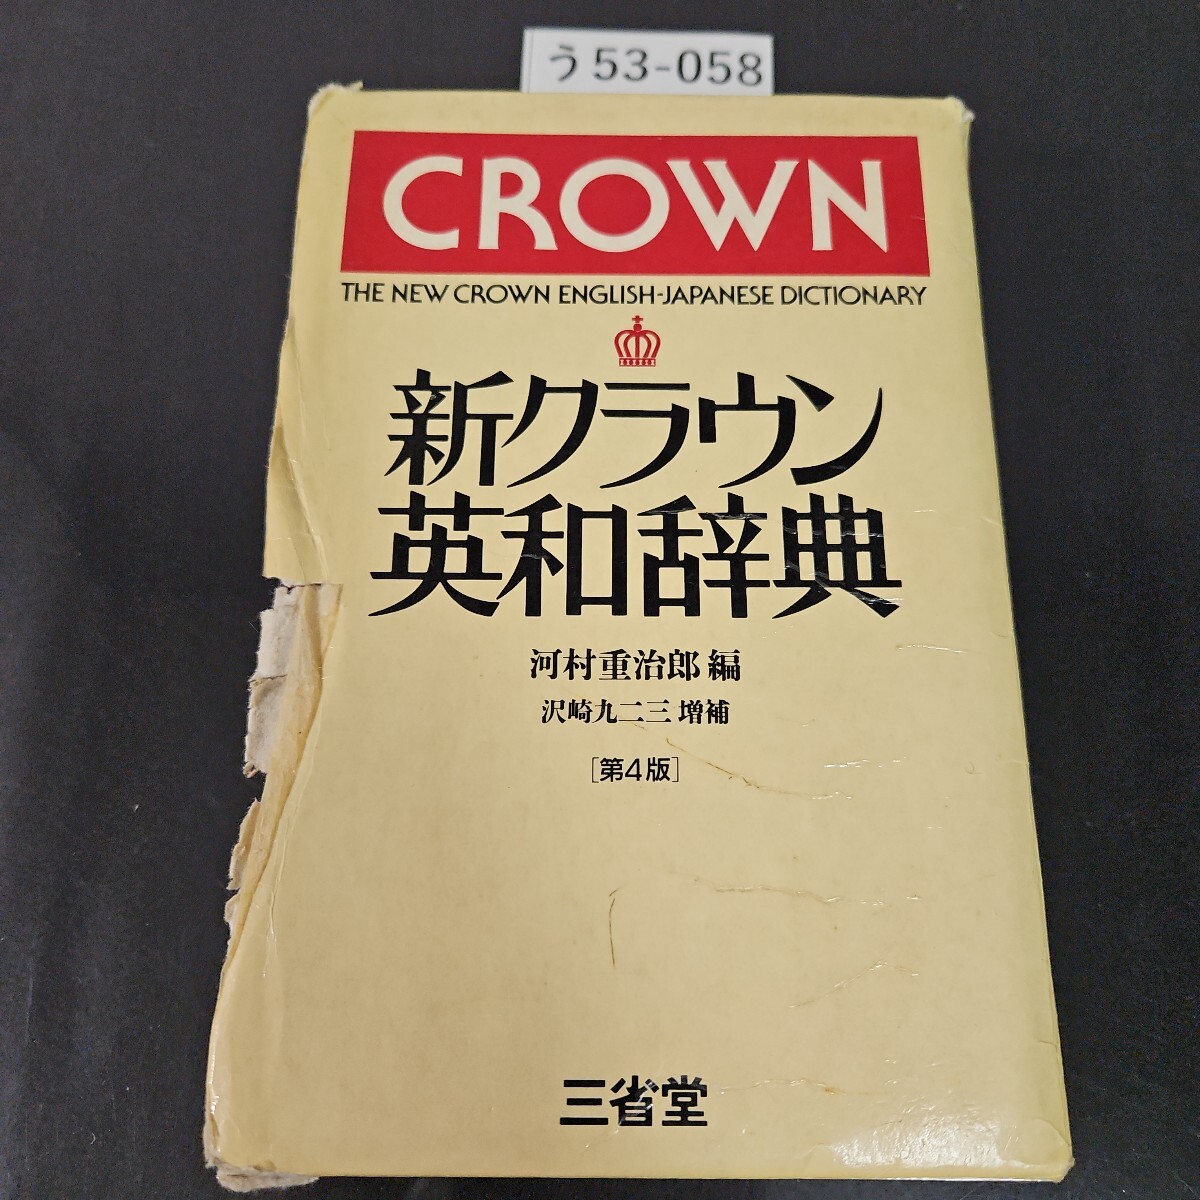 う53-058
CROWN
THE NEW CROWN ENGLISH-JAPANESE DICTIONARY
新クラウン
英和辞典
河村重治郎 編
沢崎九二三 増補
[第4版]
三省堂